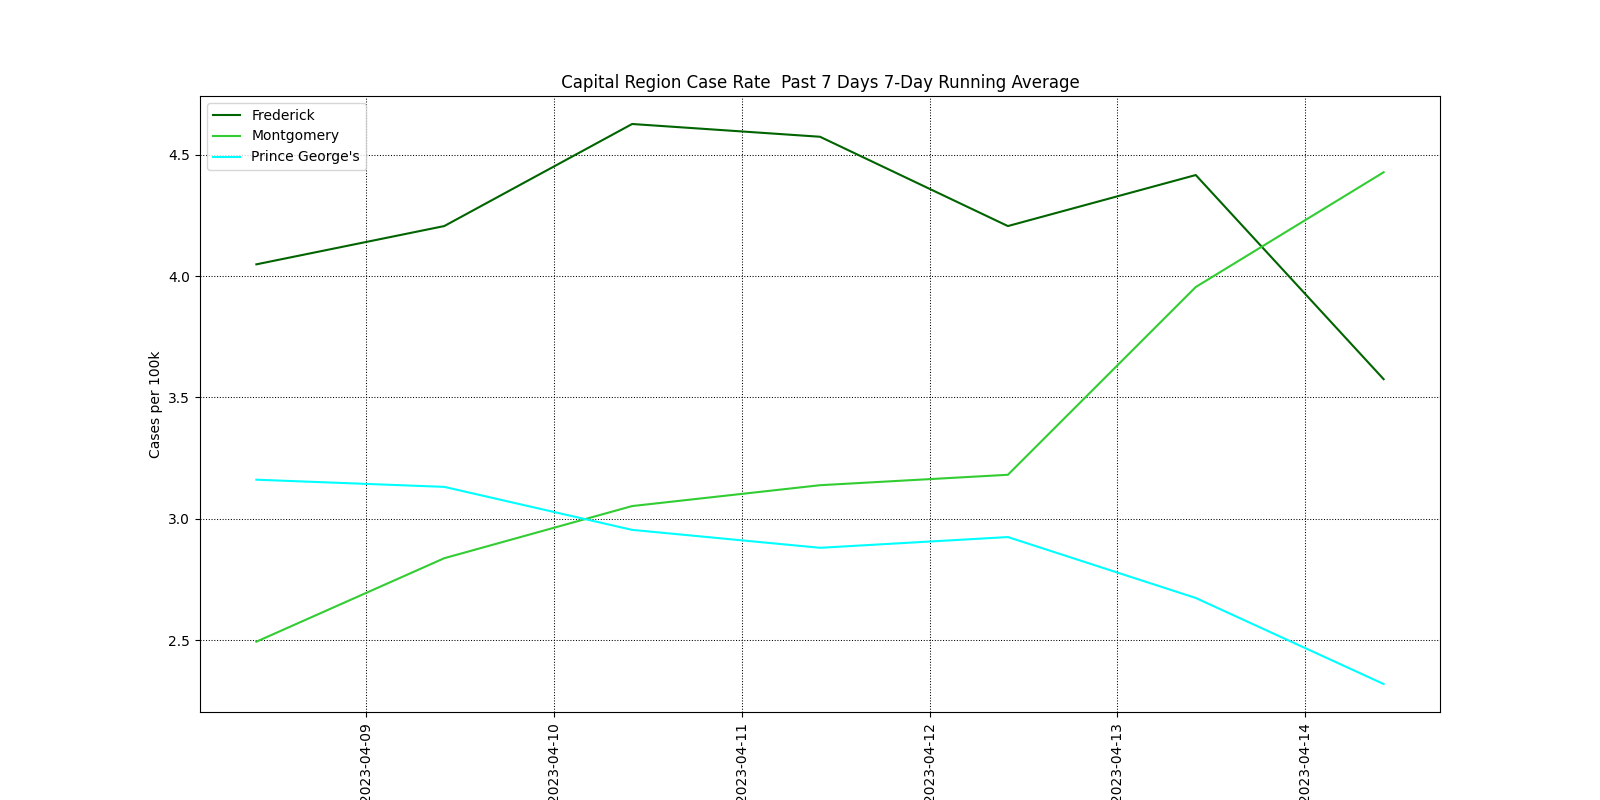 Capital Region Case Rate  Past 7 Days 7-Day Running Average
Frederick
Montgomery
Prince George's
Cases per 100k
4.5
4.0
3.5
3.0
2.5
2023-04-09
2023-04-10
2023-04-11
2023-04-12
2023-04-13
2023-04-14